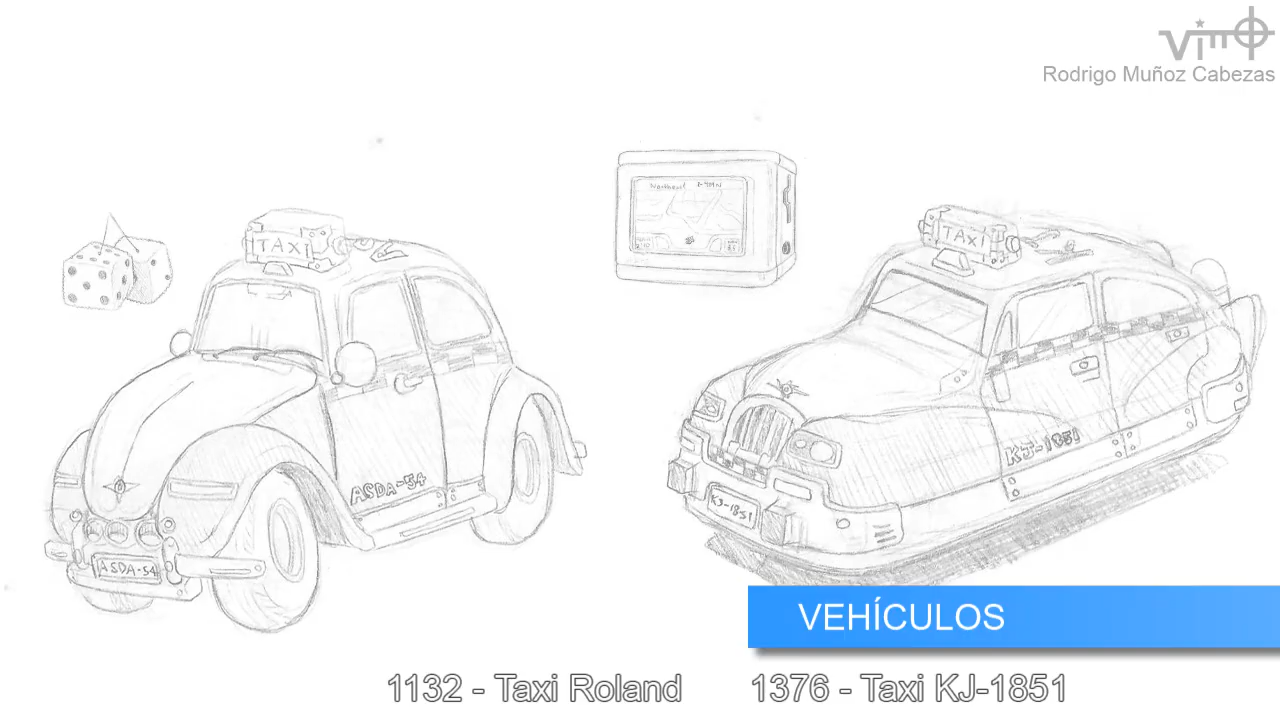 Rodrigo Muñoz Cabezas
TAXI
TAXI
KJ-1851
ASDA-54
KJ-1851
ASDA-54
VEHÍCULOS
1132 - Taxi Roland
1376 - Taxi KJ-1851